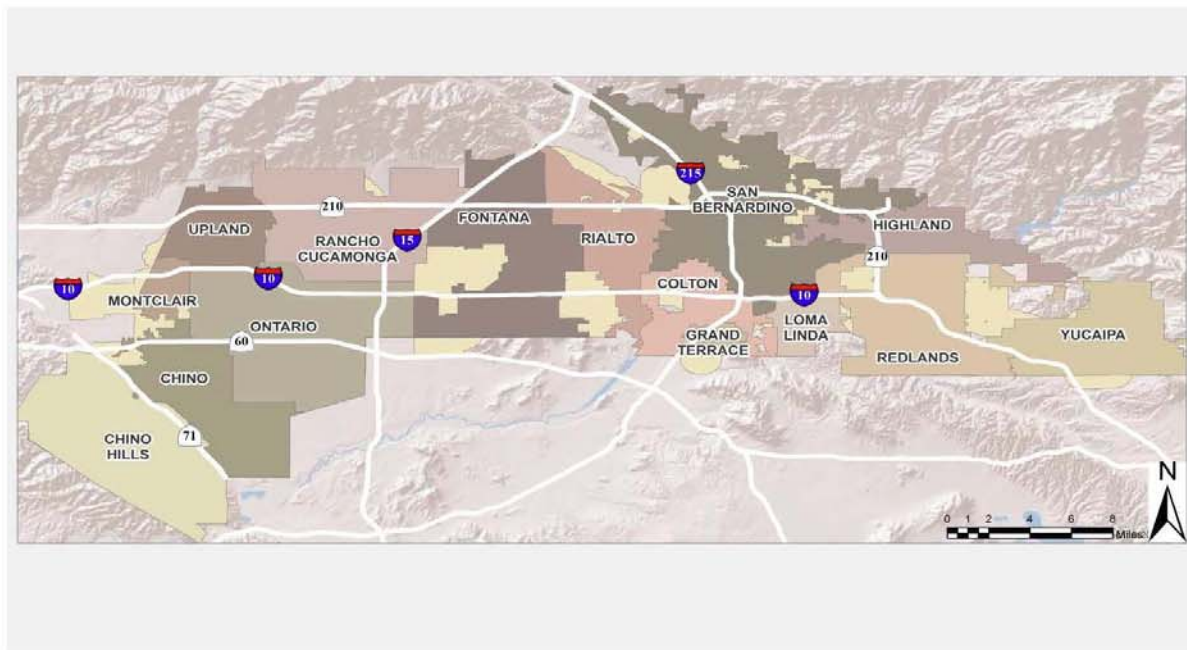 215
SAN
BERNARDINO
210
FONTANA
UPLAND
HIGHLAND
RANCHO
CUCAMONGA
15
RIALTO
210
10
10
COLTON
10
MONTCLAIR
ONTARIO
LOMA
LINDA
GRAND
TERRACE
YUCAIPA
60
REDLANDS
CHINO
71
CHINO
HILLS
N
0 1 2 4 6 8
Miles